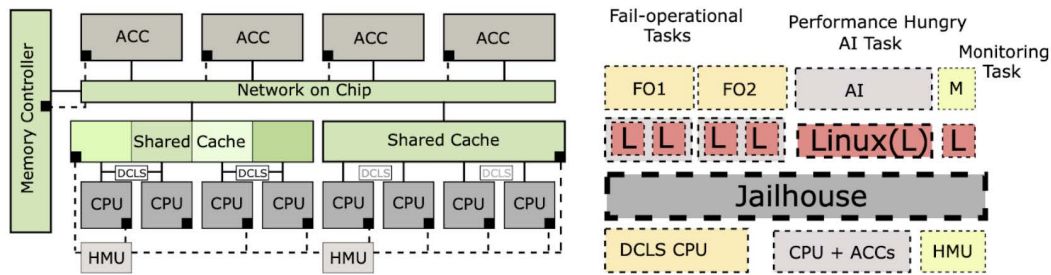 Memory Controller
ACC ACC ACC ACC
Network on Chip
Shared Cache Shared Cache
DCLS DCLS DCLS DCLS
CPU CPU CPU CPU CPU CPU CPU CPU
HMU HMU
Fail-operational
Tasks
Performance Hungry
AI Task
Monitoring
Task
FO1 FO2 AI M
L L L L Linux(L) L
Jailhouse
DCLS CPU CPU + ACCs HMU